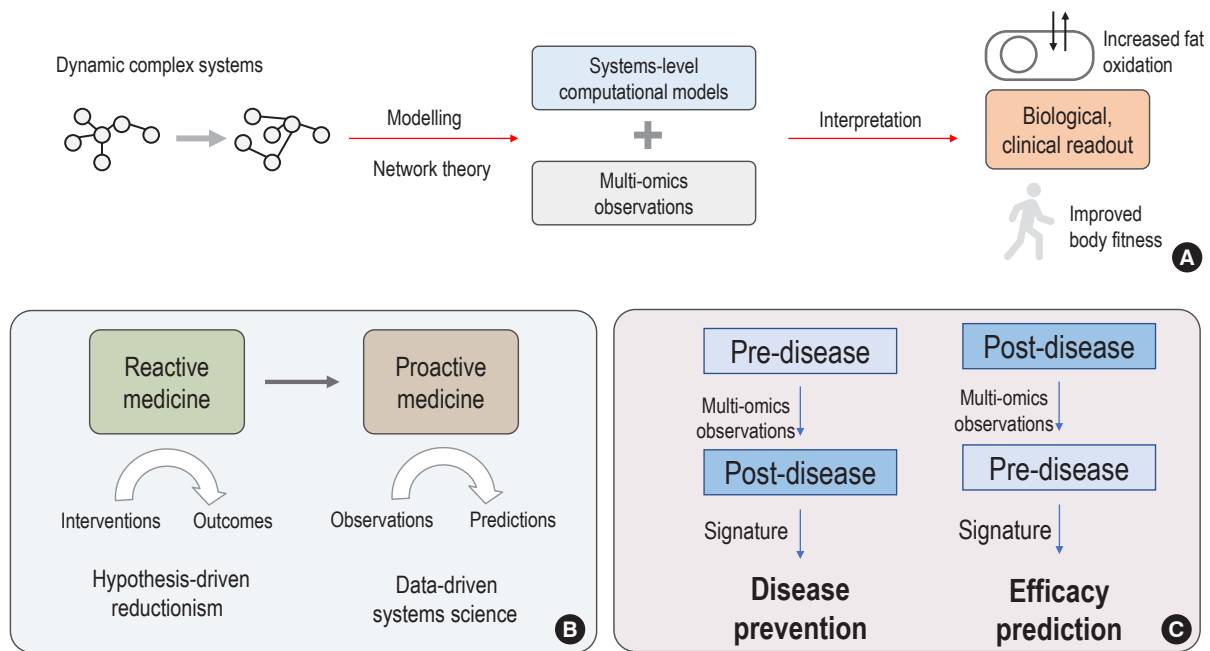 Dynamic complex systems
Modelling
Network theory
Systems-level
computational models
Multi-omics
observations
Interpretation
Increased fat
oxidation
Biological,
clinical readout
Improved
body fitness
A
Reactive
medicine
Proactive
medicine
Interventions
Outcomes
Observations
Predictions
Hypothesis-driven
reductionism
Data-driven
systems science
B
Pre-disease
Multi-omics
observations
Post-disease
Signature
Disease
prevention
Post-disease
Multi-omics
observations
Pre-disease
Signature
Efficacy
prediction
C